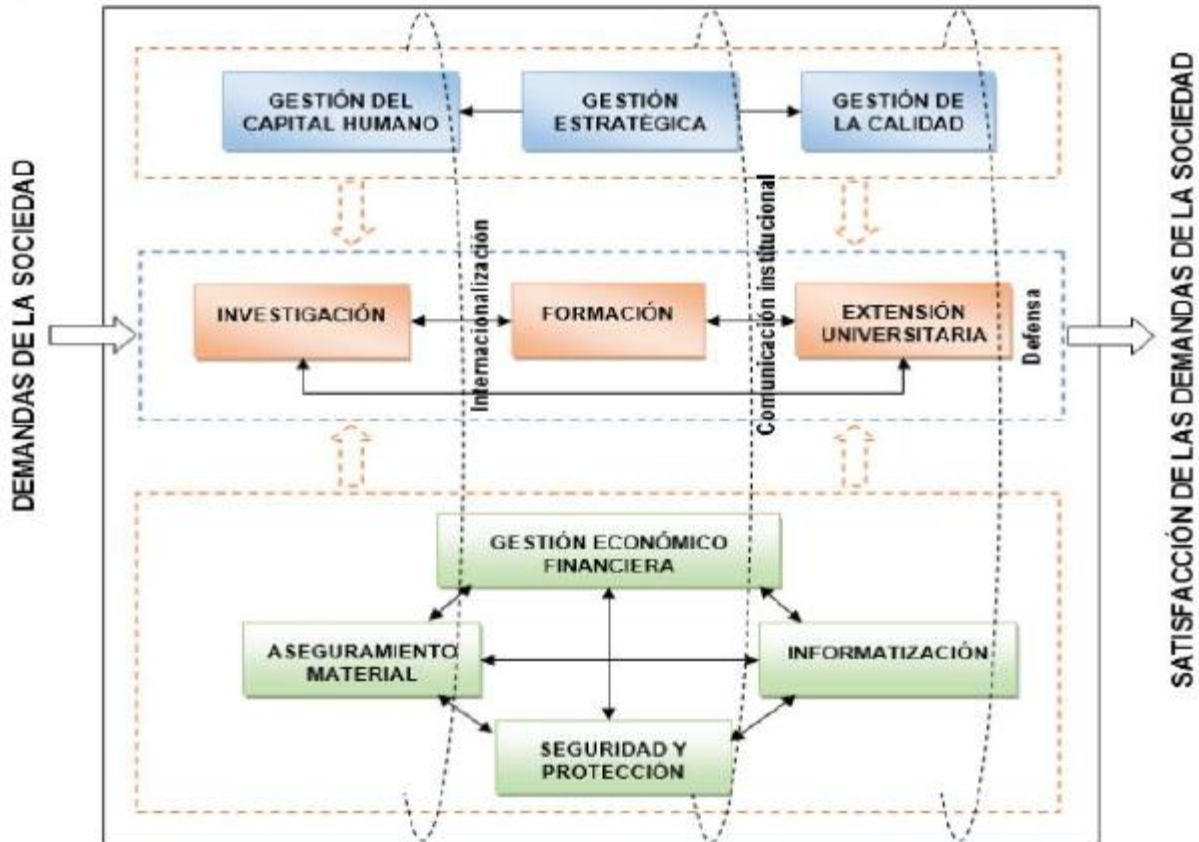 DEMANDAS DE LA SOCIEDAD
GESTIÓN DEL
CAPITAL HUMANO
GESTIÓN
ESTRATÉGICA
GESTIÓN DE
LA CALIDAD
INVESTIGACIÓN
Internacionalización
FORMACIÓN
Comunicación institucional
EXTENSIÓN
UNIVERSITARIA
Defensa
GESTIÓN ECONÓMICO
FINANCIERA
ASEGURAMIENTO
MATERIAL
INFORMATIZACIÓN
SEGURIDAD Y
PROTECCIÓN
SATISFACCIÓN DE LAS DEMANDAS DE LA SOCIEDAD